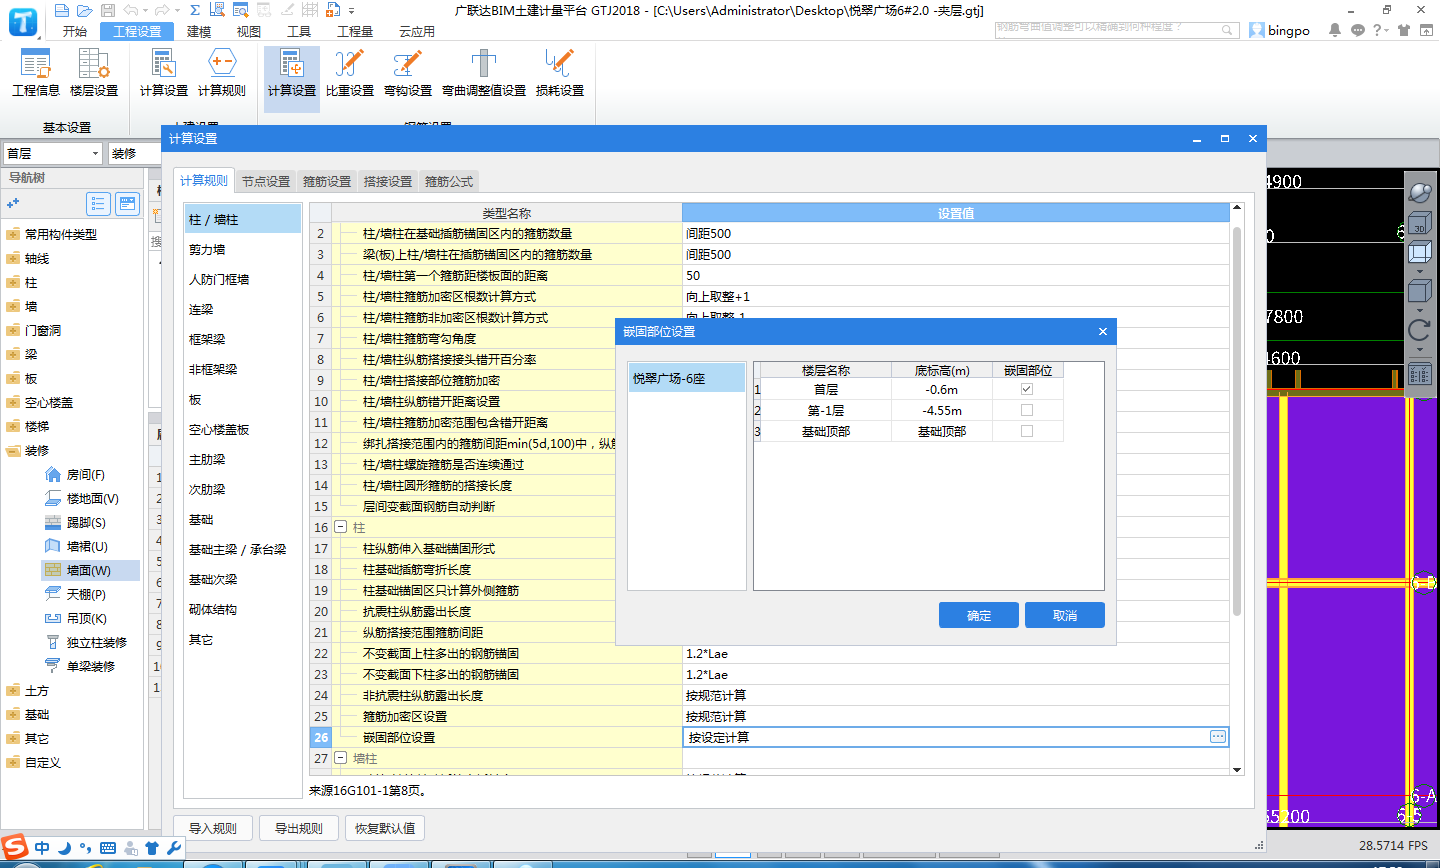 广联达BIM土建计量平台 GTJ2018 - [C:\Users\Administrator\Desktop\悦翠广场6#2.0 -夹层.gtj]
开始 工程设置 建模 视图 工具 工程量 云应用
钢筋弯曲值调整可以精确到何种程度？
bingpo
工程信息 楼层设置 计算设置 计算规则 计算设置 比重设置 弯钩设置 弯曲调整值设置 损耗设置
基本设置
首层 装修
导航树
常用构件类型
轴线
柱
墙
门窗洞
梁
板
空心楼盖
楼梯
装修
房间(F)
楼地面(V)
踢脚(S)
墙裙(U)
墙面(W)
天棚(P)
吊顶(K)
独立柱装修
单梁装修
土方
基础
其它
自定义
计算设置
计算规则 节点设置 箍筋设置 搭接设置 箍筋公式
柱 / 墙柱
剪力墙
人防门框墙
连梁
框架梁
非框架梁
板
空心楼盖板
主肋梁
次肋梁
基础
基础主梁 / 承台梁
基础次梁
砌体结构
其它
类型名称 设置值
2 柱/墙柱在基础插筋锚固区内的箍筋数量 间距500
3 梁(板)上柱/墙柱在插筋锚固区内的箍筋数量 间距500
4 柱/墙柱第一个箍筋距楼板面的距离 50
5 柱/墙柱箍筋加密区根数计算方式 向上取整+1
6 柱/墙柱箍筋非加密区根数计算方式 向上取整-1
7 柱/墙柱箍筋弯勾角度
8 柱/墙柱纵筋搭接接头错开百分率
9 柱/墙柱搭接部位箍筋加密
10 柱/墙柱纵筋错开距离设置
11 柱/墙柱箍筋加密范围包含错开距离
12 绑扎搭接范围内的箍筋间距min(5d,100)中，纵
13 柱/墙柱螺旋箍筋是否连续通过
14 柱/墙柱圆形箍筋的搭接长度
15 层间变截面钢筋自动判断
16 柱
17 柱纵筋伸入基础锚固形式
18 柱基础插筋弯折长度
19 柱基础锚固区只计算外侧箍筋
20 抗震柱纵筋露出长度
21 纵筋搭接范围箍筋间距
22 不变截面上柱多出的钢筋锚固 1.2*Lae
23 不变截面下柱多出的钢筋锚固 1.2*Lae
24 非抗震柱纵筋露出长度 按规范计算
25 箍筋加密区设置 按规范计算
26 嵌固部位设置 按设定计算
27 墙柱
来源16G101-1第8页。
导入规则 导出规则 恢复默认值
嵌固部位设置
悦翠广场-6座
楼层名称 底标高(m) 嵌固部位
1 首层 -0.6m
2 第-1层 -4.55m
3 基础顶部 基础顶部
确定 取消
4900
7800
4600
3D
6-A
55200
28.5714 FPS
中